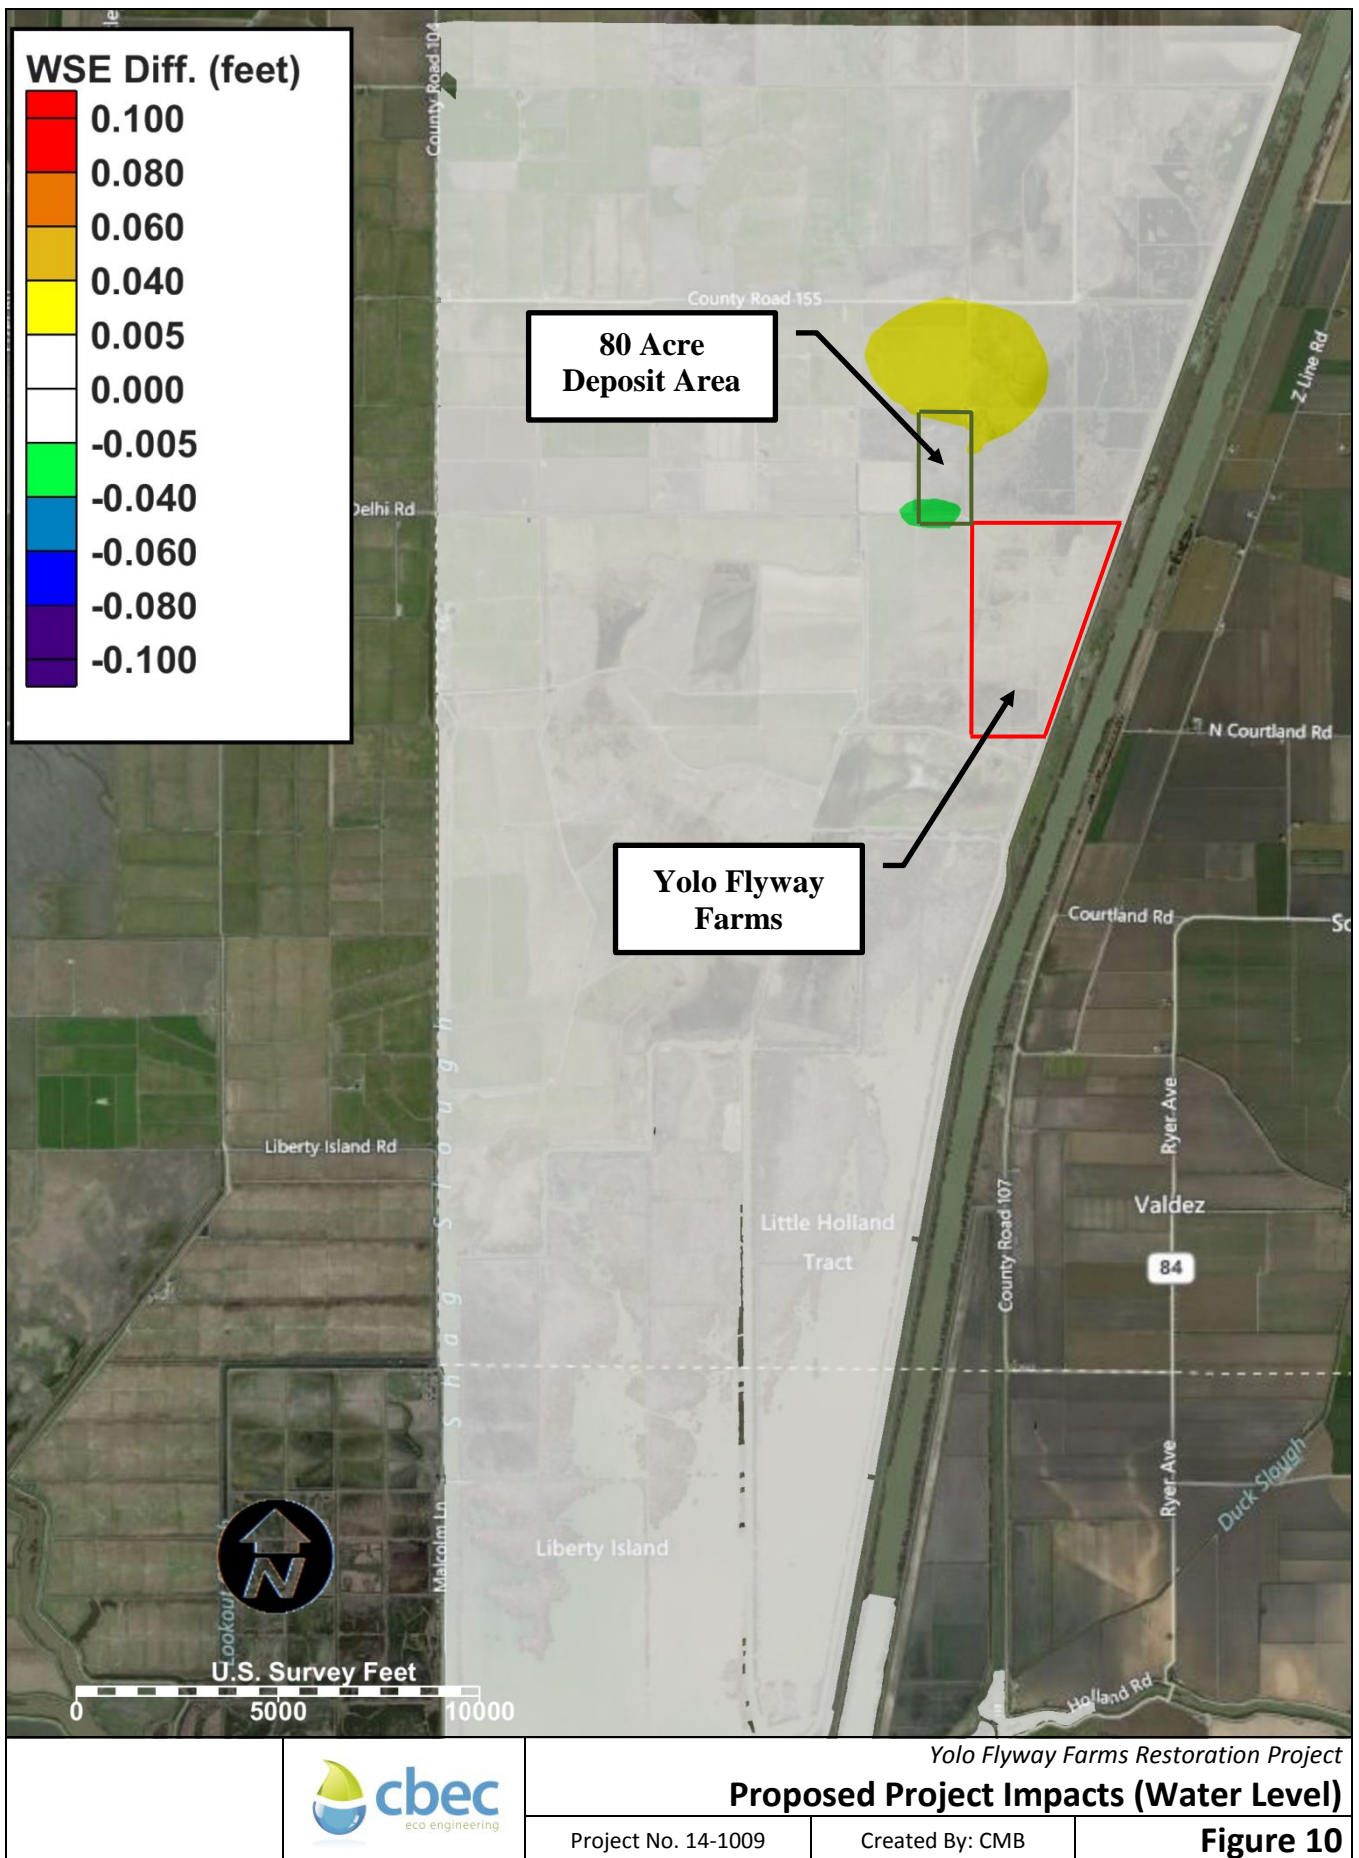 WSE Diff. (feet)
0.100
0.080
0.060
0.040
0.005
0.000
-0.005
-0.040
-0.060
-0.080
-0.100
County Road 104
County Road 155
80 Acre
Deposit Area
Z Line Rd
Delhi Rd
N Courtland Rd
Yolo Flyway
Farms
Courtland Rd
Shag Slough
Liberty Island Rd
Ryer Ave
County Road 107
Valdez
84
Little Holland
Tract
Ryer Ave
Duck Slough
Malcolm Ln
Liberty Island
N
U.S. Survey Feet
0 5000 10000
Holland Rd
cbec
eco engineering
Yolo Flyway Farms Restoration Project
Proposed Project Impacts (Water Level)
Project No. 14-1009
Created By: CMB
Figure 10